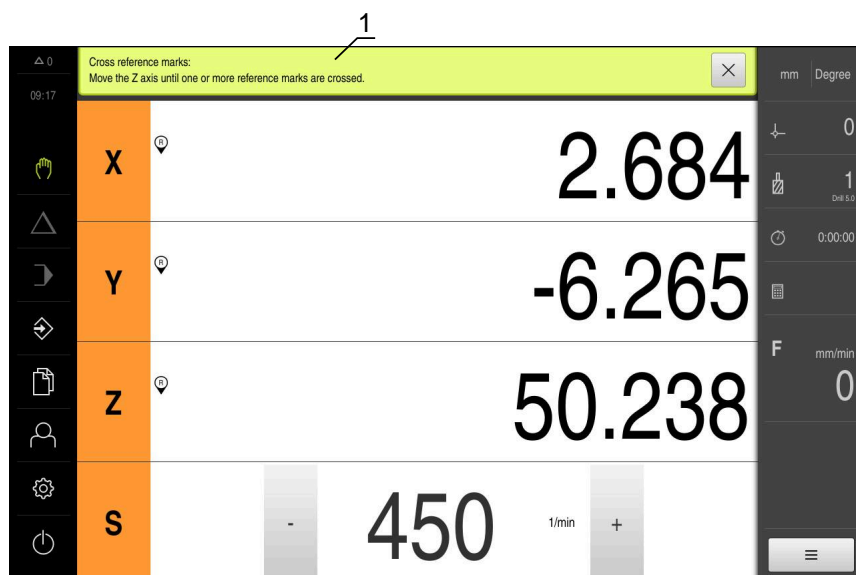 1
0
Cross reference marks:
Move the Z axis until one or more reference marks are crossed.
mm Degree
09:17
X R 2.684
0
1
Drill 5.0
Y R -6.265
0:00:00
Z R 50.238
F mm/min
0
S - 450 1/min +